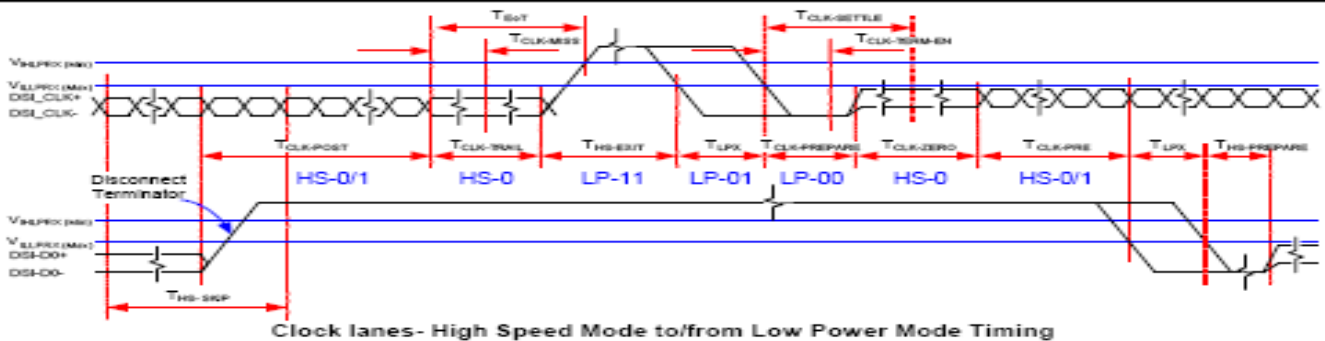 TEOT
TCLK-SETTLE
TCLK-MISS
TCLK-TERM-EN
VIHLPRX (Min)
VILLPRX (Max)
DSI_CLK+
DSI_CLK-
TCLK-POST
TCLK-TRAIL
THS-EXIT
TLPX
TCLK-PREPARE
TCLK-ZERO
TCLK-PRE
TLPX
THS-PREPARE
HS-0/1
HS-0
LP-11
LP-01
LP-00
HS-0
HS-0/1
Disconnect
Terminator
VIHLPRX (Min)
VILLPRX (Max)
DSI-D0+
DSI-D0-
THS-SKIP
Clock lanes- High Speed Mode to/from Low Power Mode Timing